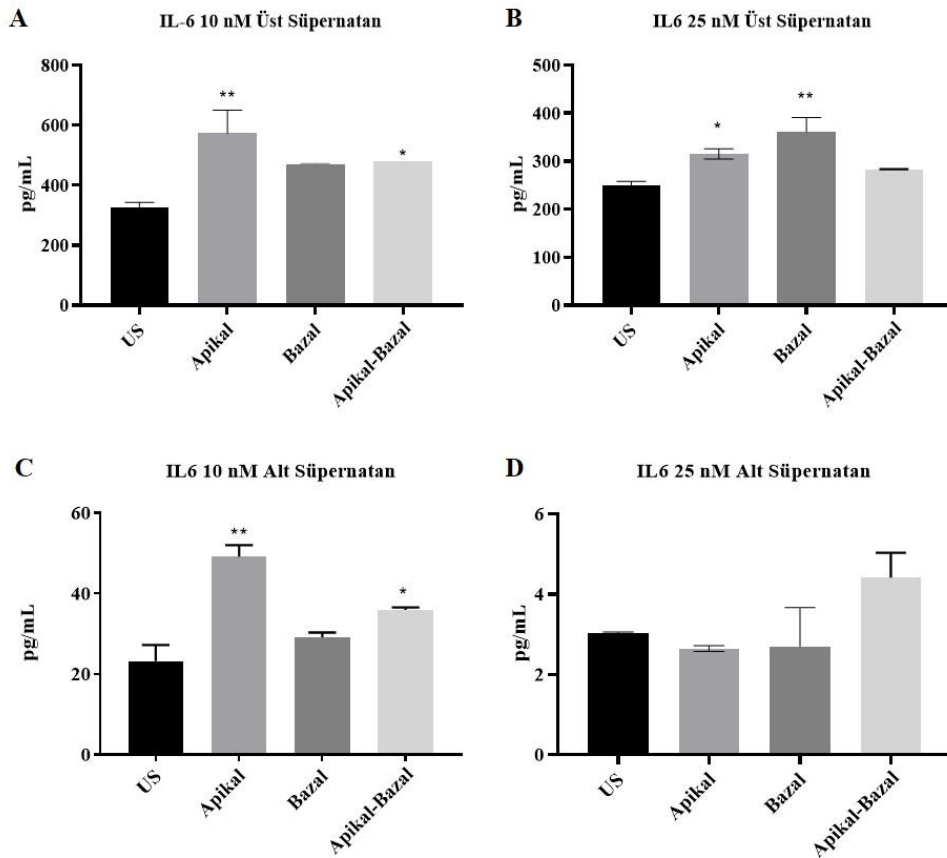 A
IL-6 10 nM Üst Süpernatan
pg/mL
800
600
400
200
0
**
*
US
Apikal
Bazal
Apikal-Bazal
B
IL6 25 nM Üst Süpernatan
pg/mL
500
400
300
200
100
0
*
**
US
Apikal
Bazal
Apikal-Bazal
C
IL6 10 nM Alt Süpernatan
pg/mL
60
40
20
0
**
*
US
Apikal
Bazal
Apikal-Bazal
D
IL6 25 nM Alt Süpernatan
pg/mL
6
4
2
0
US
Apikal
Bazal
Apikal-Bazal